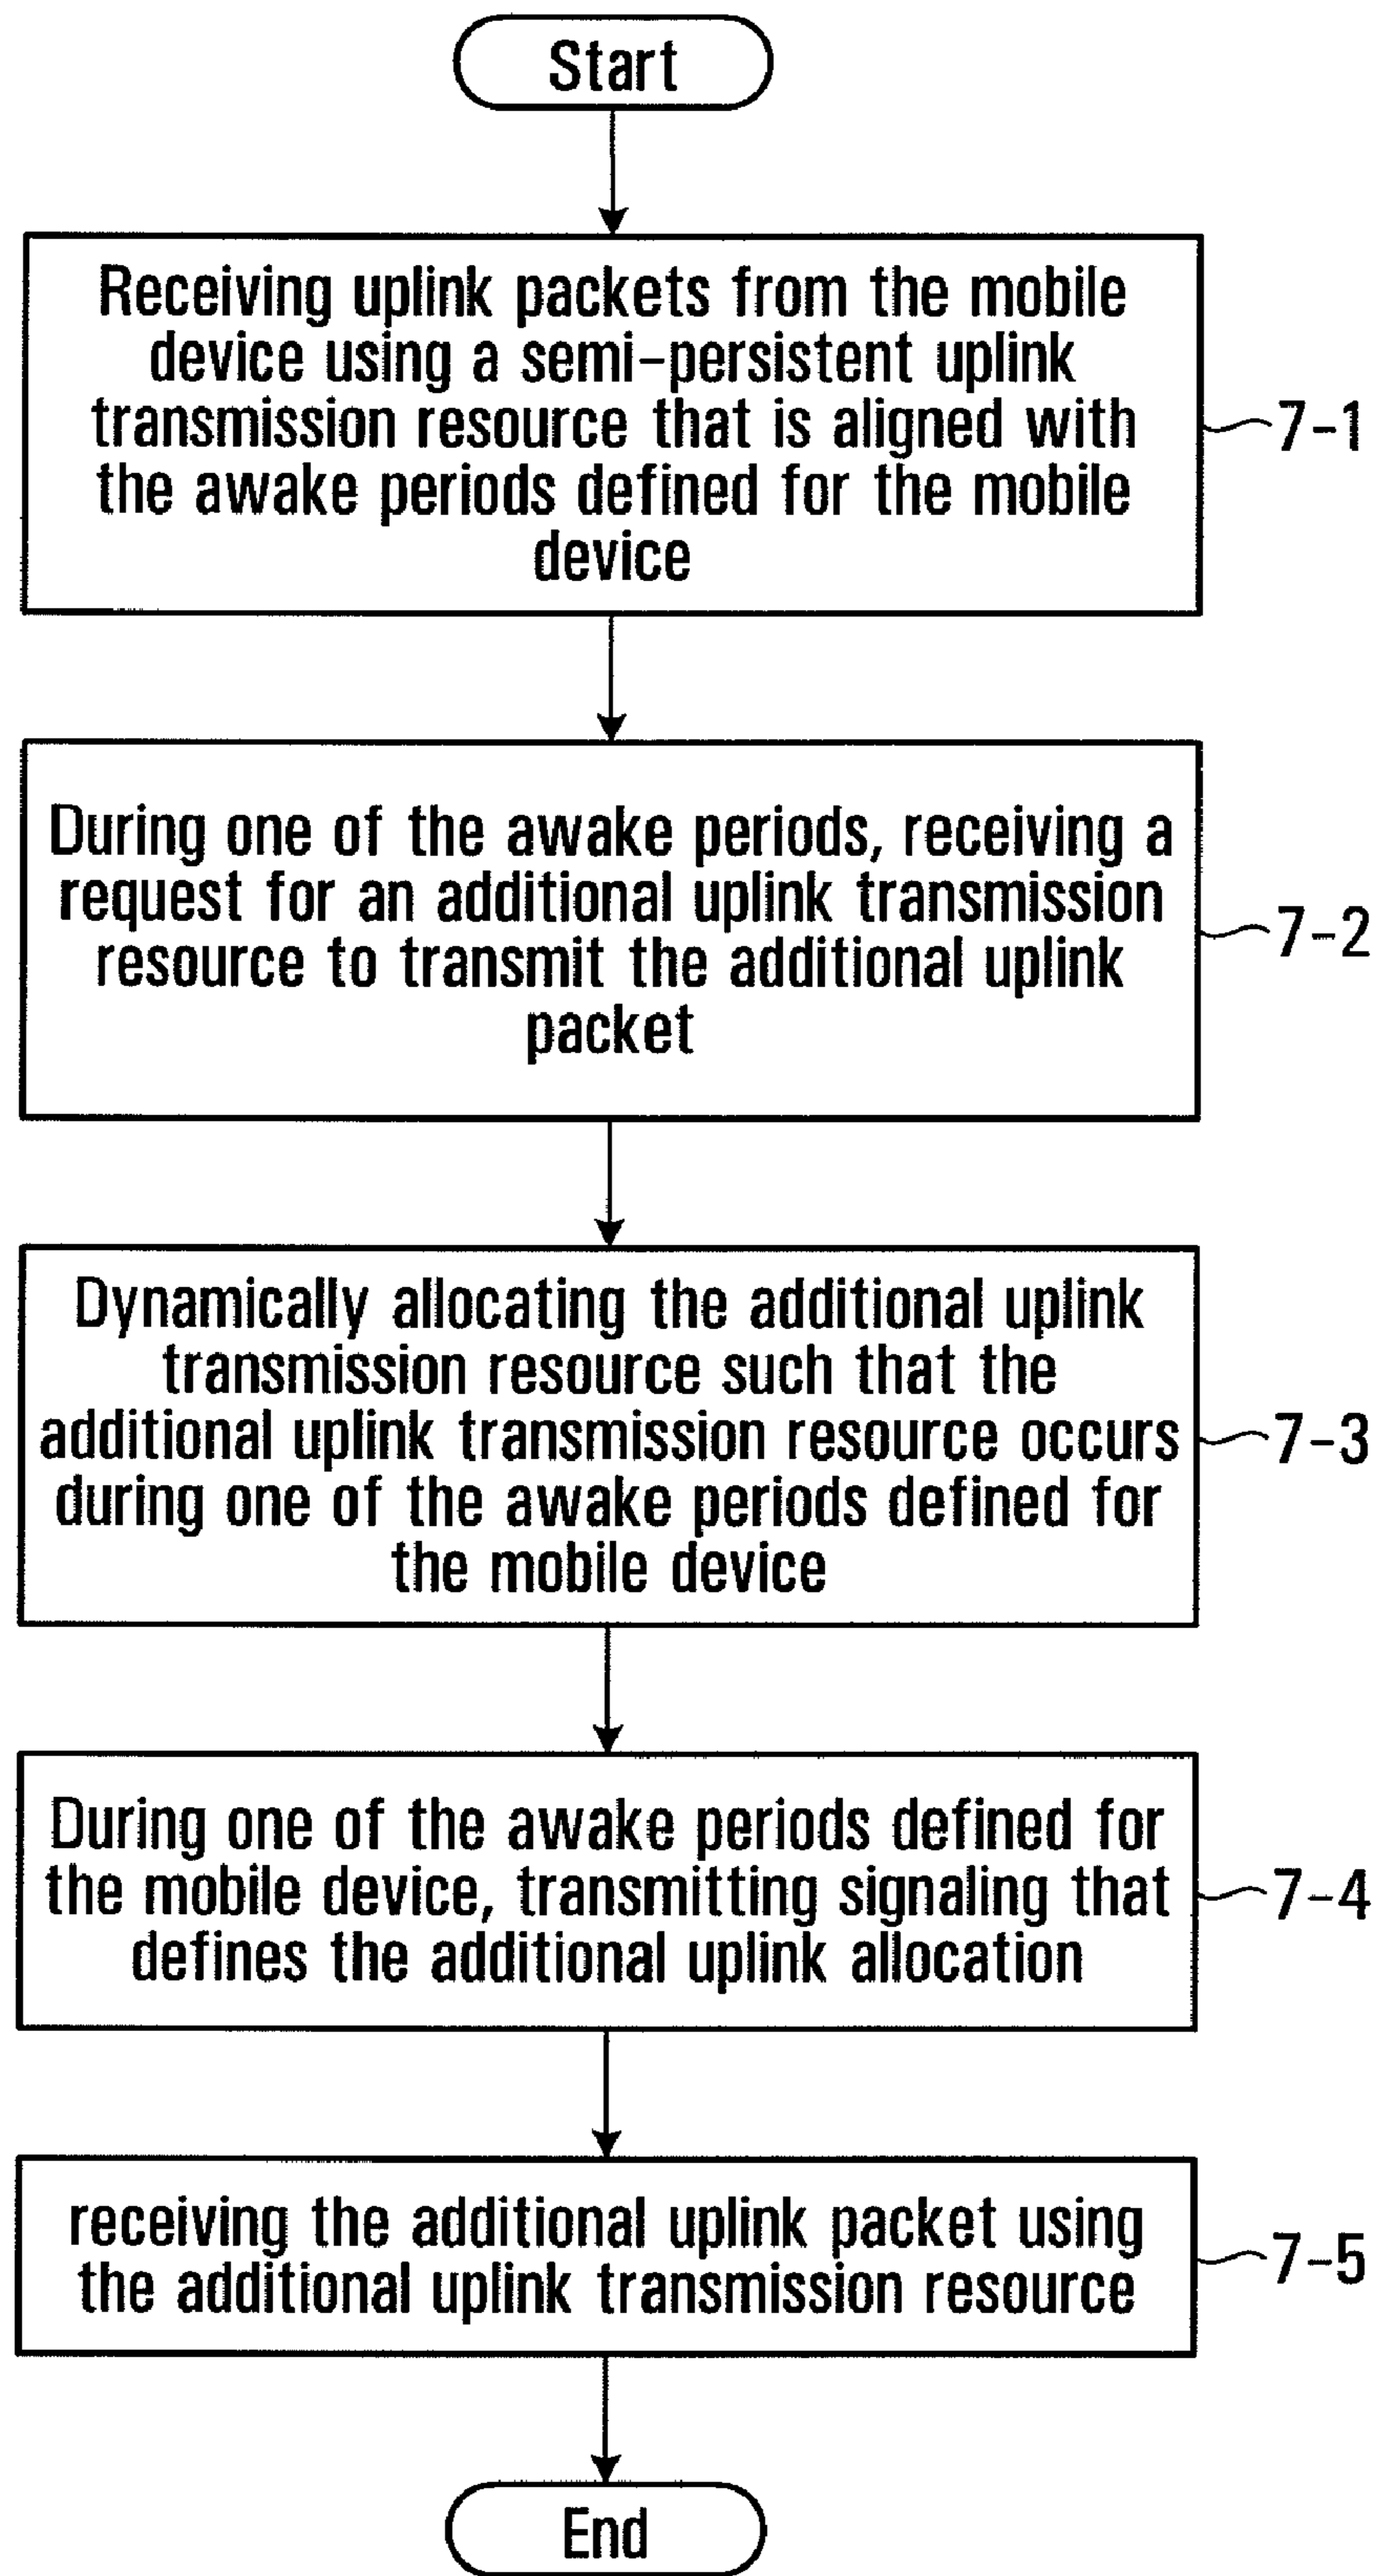 Start
Receiving uplink packets from the mobile
device using a semi-persistent uplink
transmission resource that is aligned with
the awake periods defined for the mobile
device
7-1
During one of the awake periods, receiving a
request for an additional uplink transmission
resource to transmit the additional uplink
packet
7-2
Dynamically allocating the additional uplink
transmission resource such that the
additional uplink transmission resource occurs
during one of the awake periods defined for
the mobile device
7-3
During one of the awake periods defined for
the mobile device, transmitting signaling that
defines the additional uplink allocation
7-4
receiving the additional uplink packet using
the additional uplink transmission resource
7-5
End